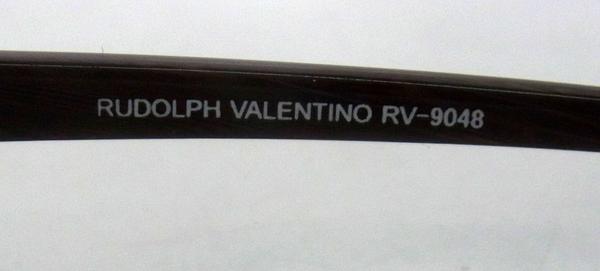 RUDOLPH VALENTINO RV-9048